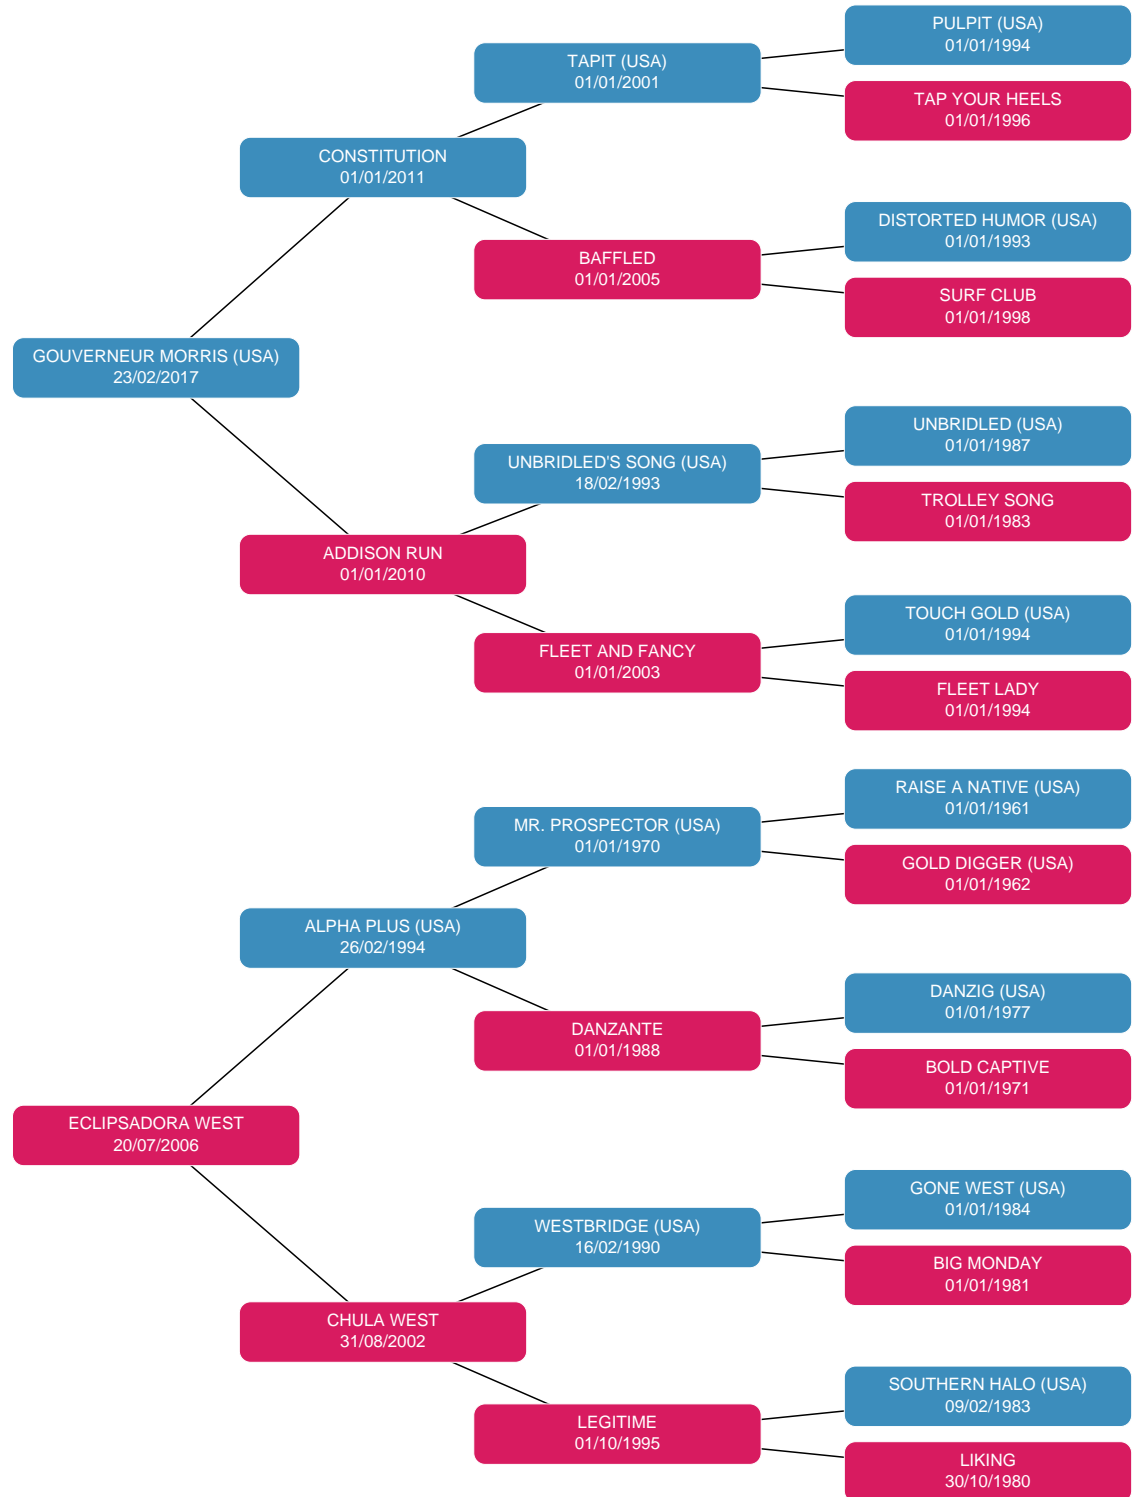 PULPIT (USA)
01/01/1994
TAPIT (USA)
01/01/2001
TAP YOUR HEELS
01/01/1996
CONSTITUTION
01/01/2011
DISTORTED HUMOR (USA)
01/01/1993
BAFFLED
01/01/2005
SURF CLUB
01/01/1998
GOUVERNEUR MORRIS (USA)
23/02/2017
UNBRIDLED (USA)
01/01/1987
UNBRIDLED'S SONG (USA)
18/02/1993
TROLLEY SONG
01/01/1983
ADDISON RUN
01/01/2010
TOUCH GOLD (USA)
01/01/1994
FLEET AND FANCY
01/01/2003
FLEET LADY
01/01/1994
RAISE A NATIVE (USA)
01/01/1961
MR. PROSPECTOR (USA)
01/01/1970
GOLD DIGGER (USA)
01/01/1962
ALPHA PLUS (USA)
26/02/1994
DANZIG (USA)
01/01/1977
DANZANTE
01/01/1988
BOLD CAPTIVE
01/01/1971
ECLIPSADORA WEST
20/07/2006
GONE WEST (USA)
01/01/1984
WESTBRIDGE (USA)
16/02/1990
BIG MONDAY
01/01/1981
CHULA WEST
31/08/2002
SOUTHERN HALO (USA)
09/02/1983
LEGITIME
01/10/1995
LIKING
30/10/1980